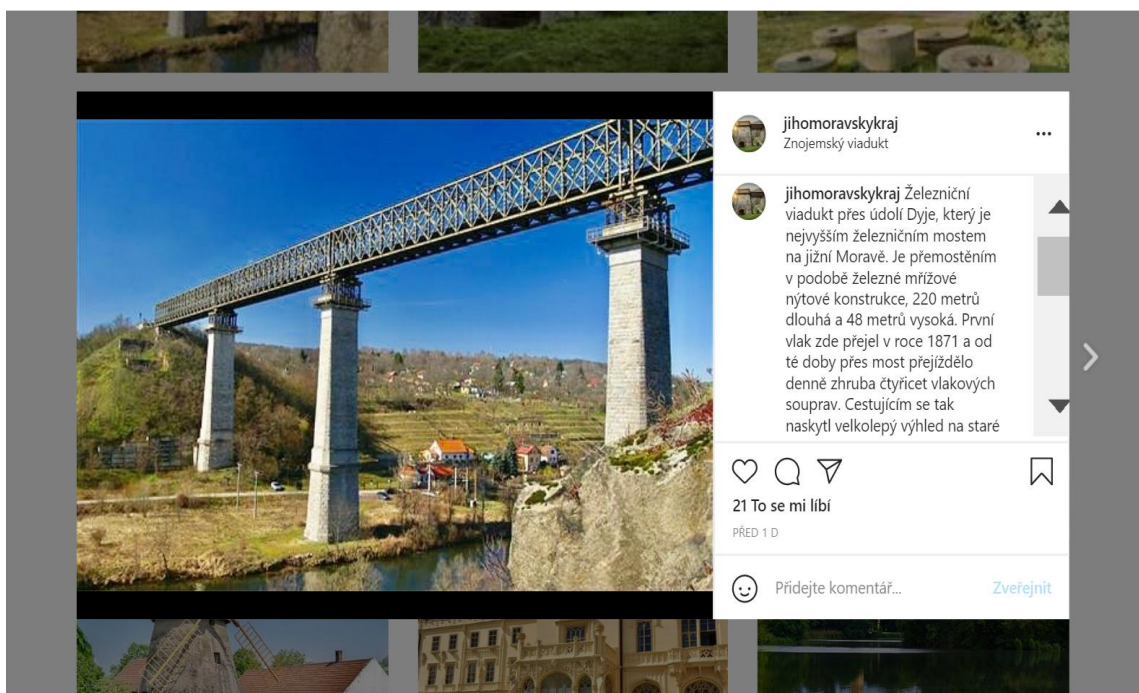 jihomoravskykraj
Znojemský viadukt
jihomoravskykraj Železniční
viadukt přes údolí Dyje, který je
nejvyšším železničním mostem
na jižní Moravě. Je přemostěním
v podobě železné mřížové
nýtové konstrukce, 220 metrů
dlouhá a 48 metrů vysoká. První
vlak zde přejel v roce 1871 a od
té doby přes most přejíždělo
denně zhruba čtyřicet vlakových
souprav. Cestujícím se tak
naskytl velkolepý výhled na staré
21 To se mi líbí
PŘED 1 D
Přidejte komentář...
Zveřejnit